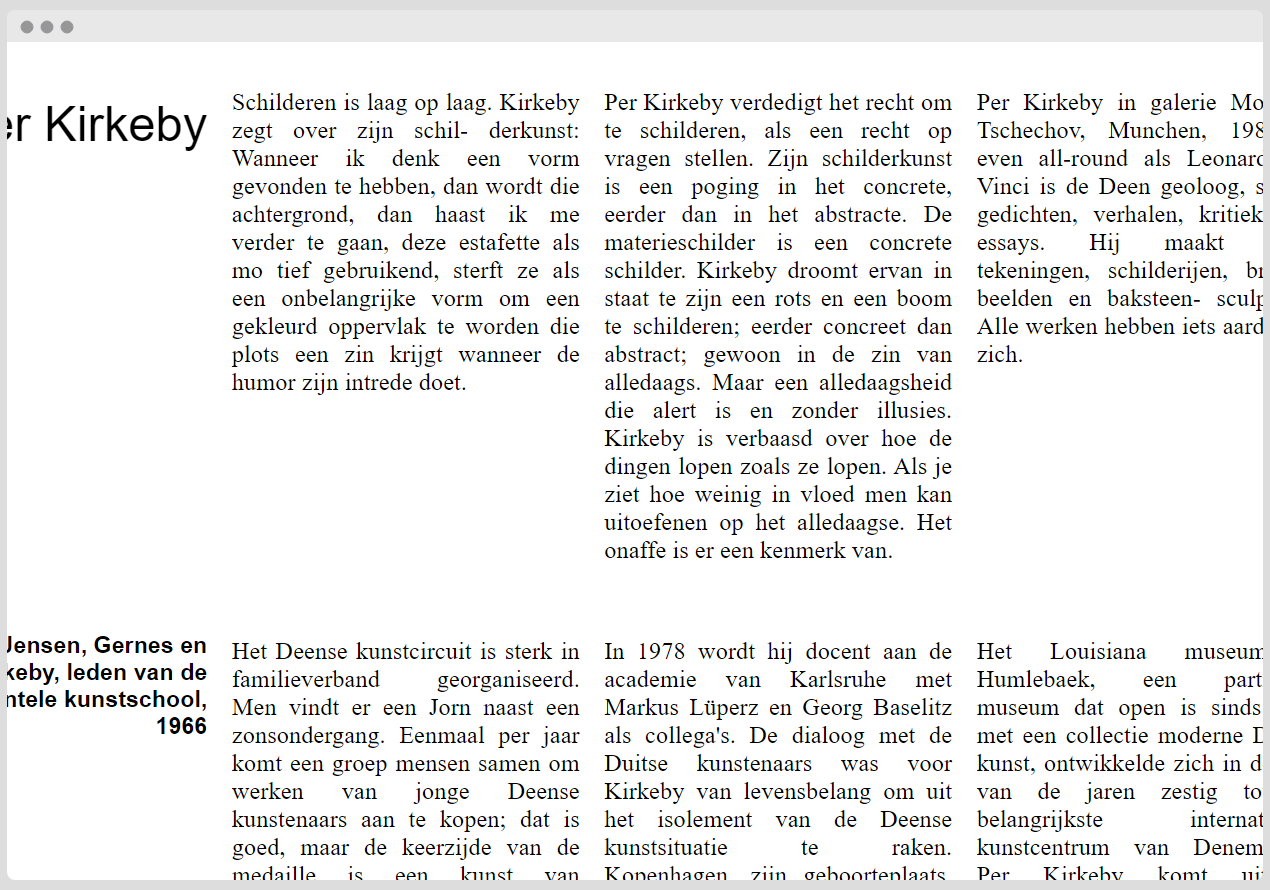 Kirkeby
Schilderen is laag op laag. Kirkeby
zegt over zijn schil- derkunst:
Wanneer ik denk een vorm
gevonden te hebben, dan wordt die
achtergrond, dan haast ik me
verder te gaan, deze estafette als
mo tief gebruikend, sterft ze als
een onbelangrijke vorm om een
gekleurd oppervlak te worden die
plots een zin krijgt wanneer de
humor zijn intrede doet.
Per Kirkeby verdedigt het recht om
te schilderen, als een recht op
vragen stellen. Zijn schilderkunst
is een poging in het concrete,
eerder dan in het abstracte. De
materieschilder is een concrete
schilder. Kirkeby droomt ervan in
staat te zijn een rots en een boom
te schilderen; eerder concreet dan
abstract; gewoon in de zin van
alledaags. Maar een alledaagsheid
die alert is en zonder illusies.
Kirkeby is verbaasd over hoe de
dingen lopen zoals ze lopen. Als je
ziet hoe weinig in vloed men kan
uitoefenen op het alledaagse. Het
onaffe is er een kenmerk van.
Per Kirkeby in galerie
Tschechov, Munchen,
even all-round als
Vinci is de Deen geoloog,
gedichten, verhalen,
essays. Hij maakt
tekeningen, schilderijen,
beelden en baksteen-
Alle werken hebben iets
zich.
Jensen, Gernes en
leden van de
kunstschool,
1966
Het Deense kunstcircuit is sterk in
familieverband georganiseerd.
Men vindt er een Jorn naast een
zonsondergang. Eenmaal per jaar
komt een groep mensen samen om
werken van jonge Deense
kunstenaars aan te kopen; dat is
goed, maar de keerzijde van de
medaille is een kunst van
In 1978 wordt hij docent aan de
academie van Karlsruhe met
Markus Lüperz en Georg Baselitz
als collega's. De dialoog met de
Duitse kunstenaars was voor
Kirkeby van levensbelang om uit
het isolement van de Deense
kunstsituatie te raken.
Kopenhagen zijn geboorteplaats,
Het Louisiana museum
Humlebaek, een
museum dat open is sinds
met een collectie moderne
kunst, ontwikkelde zich in
van de jaren zestig
belangrijkste
kunstcentrum van
Per Kirkeby komt